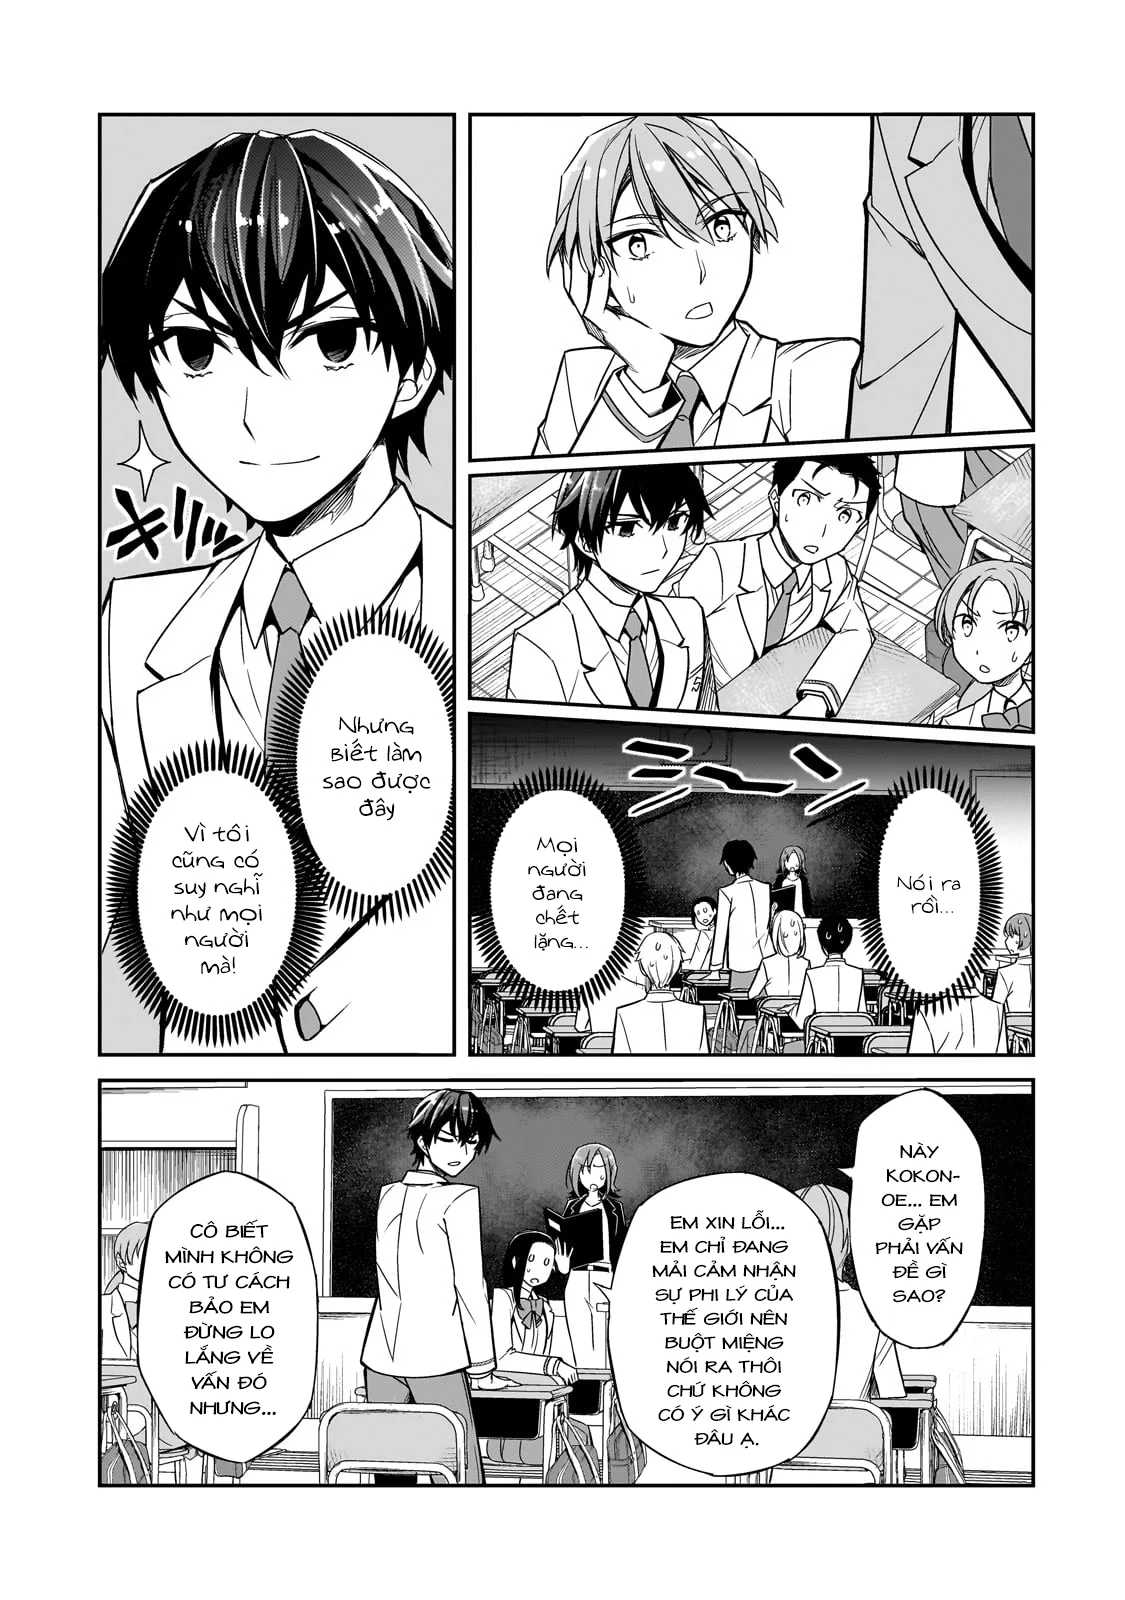 Nói ra
rồi...
Mọi
người
đang
chết
lặng...
ミーン
Nhưng
biết làm
sao được
đây
Vì tôi
cũng có
suy nghĩ
như mọi
người
mà!
キリッ
NÀY
KOKON-
OE... EM
GẶP
PHẢI VẤN
ĐỀ GÌ
SAO?
EM XIN LỖI...
EM CHỈ ĐANG
MẢI CẢM NHẬN
SỰ PHI LÝ CỦA
THẾ GIỚI NÊN
BUỘT MIỆNG
NÓI RA THÔI
CHỨ KHÔNG
CÓ Ý GÌ KHÁC
ĐÂU Ạ.
CÔ BIẾT
MÌNH KHÔNG
CÓ TƯ CÁCH
BẢO EM
ĐỪNG LO
LẮNG VỀ
VẤN ĐÓ
NHƯNG...